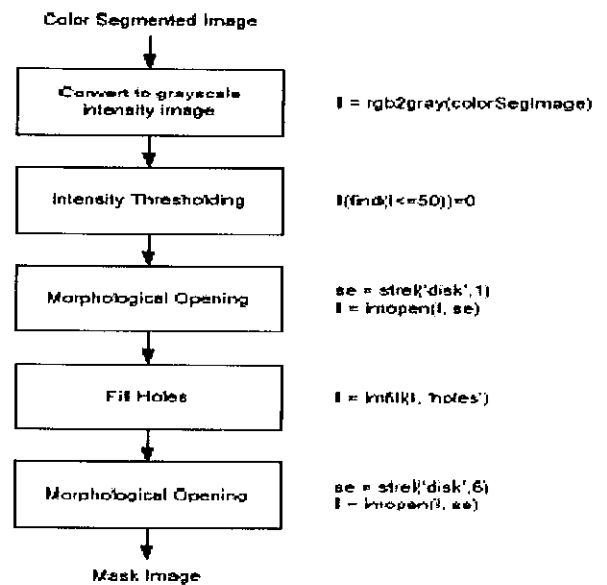 Color Segmented Image
Convert to grayscale
intensity image
I = rgb2gray(colorSegImage)
Intensity Thresholding
I(find(I<=50))=0
Morphological Opening
se = strel('disk',1)
I = imopen(I, se)
Fill Holes
I = imfill(I, 'holes')
Morphological Opening
se = strel('disk',6)
I = imopen(I, se)
Mask Image